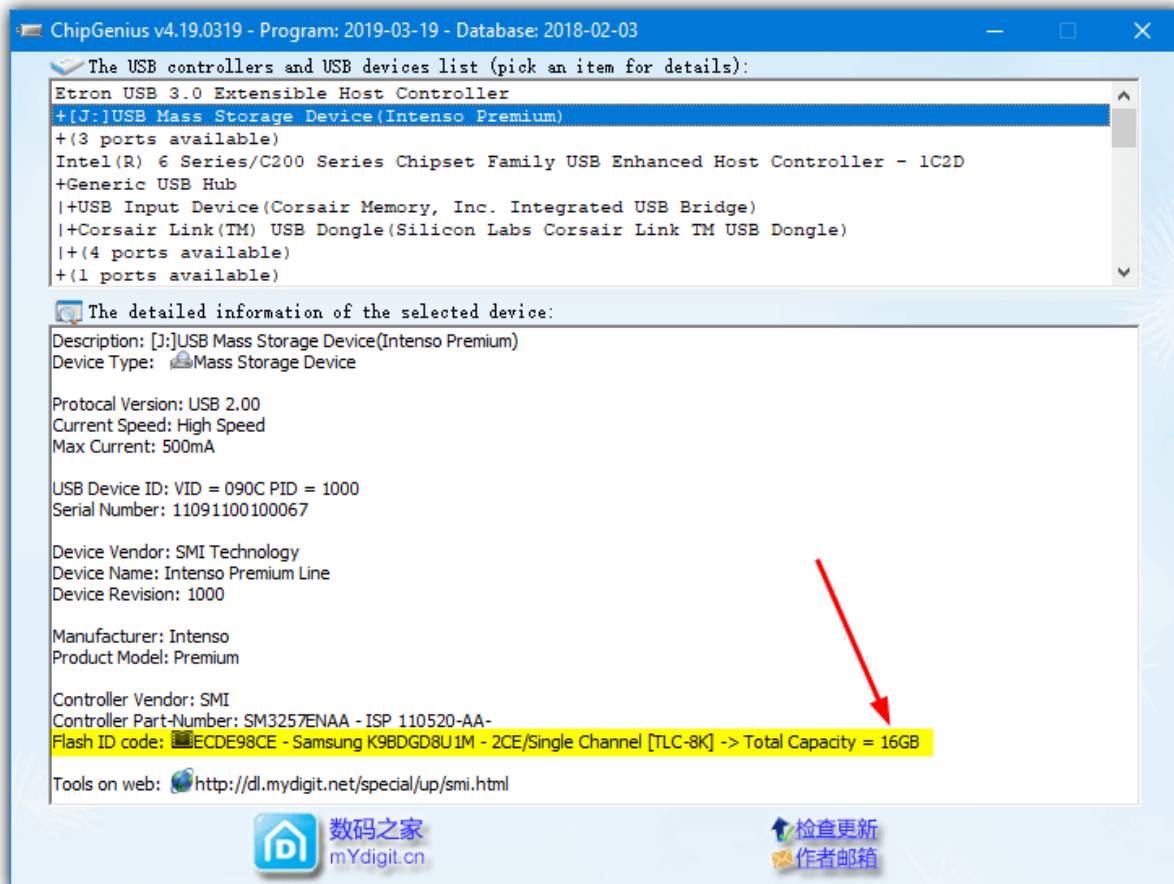 ChipGenius v4.19.0319 - Program: 2019-03-19 - Database: 2018-02-03
The USB controllers and USB devices list (pick an item for details):
Etron USB 3.0 Extensible Host Controller
+[J:]USB Mass Storage Device(Intenso Premium)
+(3 ports available)
Intel(R) 6 Series/C200 Series Chipset Family USB Enhanced Host Controller - 1C2D
+Generic USB Hub
|+USB Input Device(Corsair Memory, Inc. Integrated USB Bridge)
|+Corsair Link(TM) USB Dongle(Silicon Labs Corsair Link TM USB Dongle)
|+(4 ports available)
+(1 ports available)
The detailed information of the selected device:
Description: [J:]USB Mass Storage Device(Intenso Premium)
Device Type: Mass Storage Device
Protocal Version: USB 2.00
Current Speed: High Speed
Max Current: 500mA
USB Device ID: VID = 090C PID = 1000
Serial Number: 11091100100067
Device Vendor: SMI Technology
Device Name: Intenso Premium Line
Device Revision: 1000
Manufacturer: Intenso
Product Model: Premium
Controller Vendor: SMI
Controller Part-Number: SM3257ENAA - ISP 110520-AA-
Flash ID code: ECDE98CE - Samsung K9BDGD8U1M - 2CE/Single Channel [TLC-8K] -> Total Capacity = 16GB
Tools on web: http://dl.mydigit.net/special/up/smi.html
数码之家
mYdigit.cn
检查更新
作者邮箱